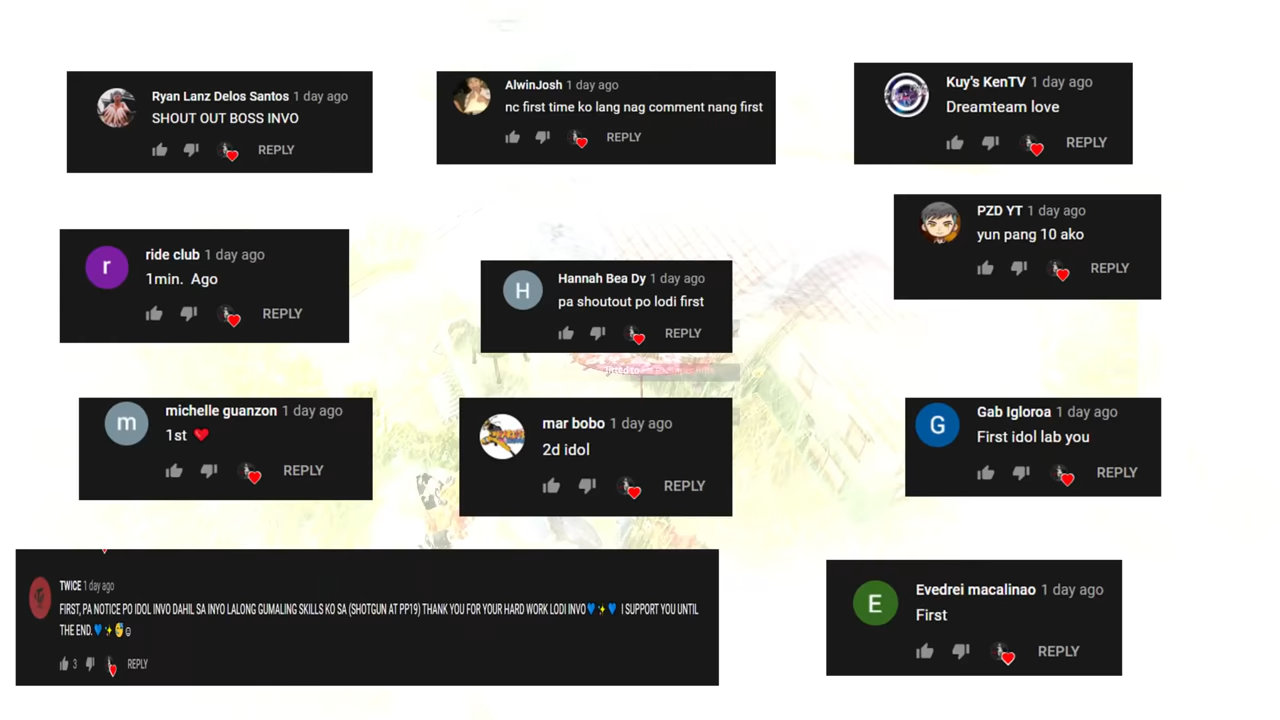 Ryan Lanz Delos Santos 1 day ago
SHOUT OUT BOSS INVO
REPLY
AlwinJosh 1 day ago
nc first time ko lang nag comment nang first
REPLY
Kuy's KenTV 1 day ago
Dreamteam love
REPLY
ride club 1 day ago
1min. Ago
REPLY
Hannah Bea Dy 1 day ago
pa shoutout po lodi first
REPLY
PZD YT 1 day ago
yun pang 10 ako
REPLY
michelle guanzon 1 day ago
1st ❤️
REPLY
mar bobo 1 day ago
2d idol
REPLY
Gab Igloroa 1 day ago
First idol lab you
REPLY
TWICE 1 day ago
FIRST, PA NOTICE PO IDOL INVO DAHIL SA INYO LALONG GUMALING SKILLS KO SA (SHOTGUN AT PP19) THANK YOU FOR YOUR HARD WORK LODI INVO💙✨💙 I SUPPORT YOU UNTIL
THE END.💙✨
3 REPLY
Evedrei macalinao 1 day ago
First
REPLY